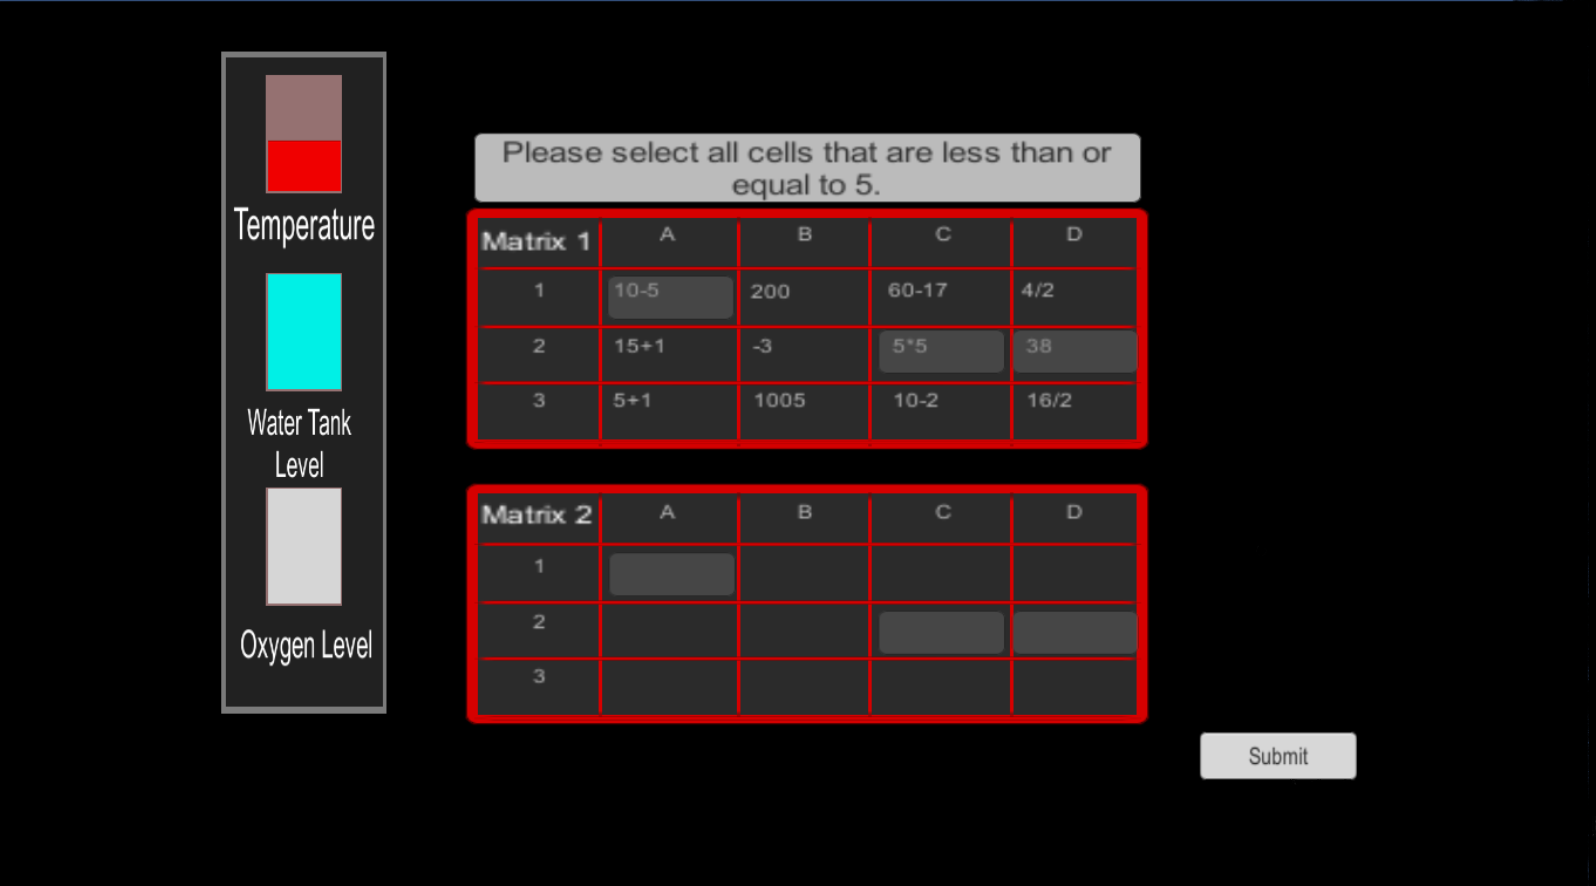 Please select all cells that are less than or
equal to 5.
Temperature
Water Tank
Level
Oxygen Level
Matrix 1 A B C D
1 10-5 200 60-17 4/2
2 15+1 -3 5*5 38
3 5+1 1005 10-2 16/2
Matrix 2 A B C D
1
2
3
Submit